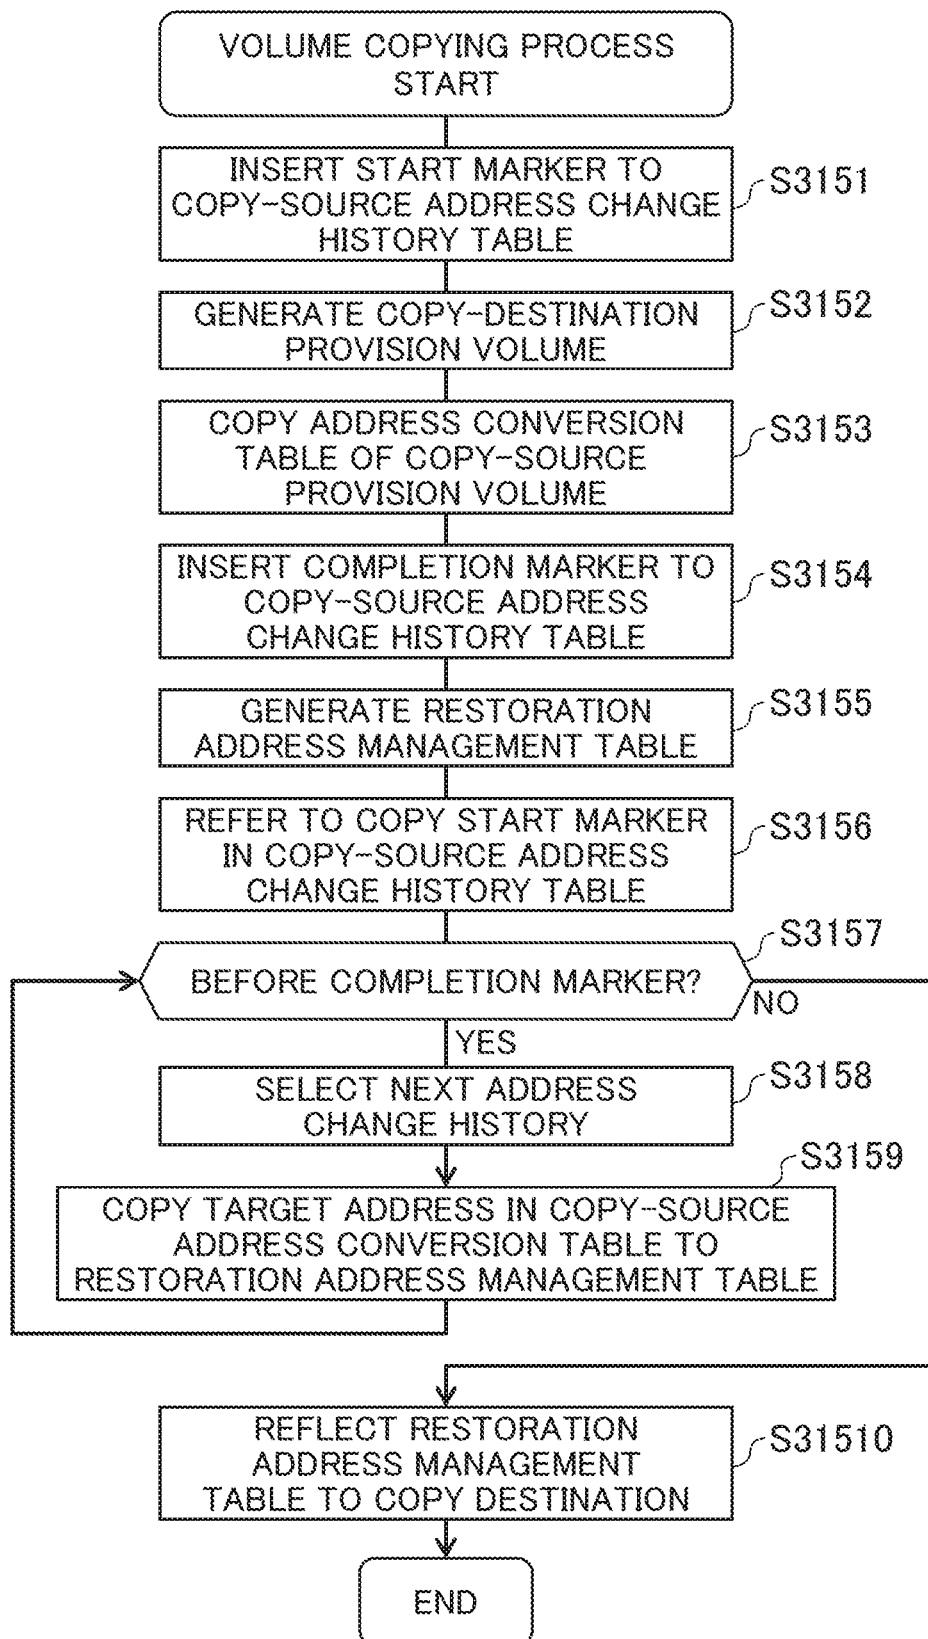 VOLUME COPYING PROCESS
START
INSERT START MARKER TO
COPY-SOURCE ADDRESS CHANGE
HISTORY TABLE
S3151
GENERATE COPY-DESTINATION
PROVISION VOLUME
S3152
COPY ADDRESS CONVERSION
TABLE OF COPY-SOURCE
PROVISION VOLUME
S3153
INSERT COMPLETION MARKER TO
COPY-SOURCE ADDRESS
CHANGE HISTORY TABLE
S3154
GENERATE RESTORATION
ADDRESS MANAGEMENT TABLE
S3155
REFER TO COPY START MARKER
IN COPY-SOURCE ADDRESS
CHANGE HISTORY TABLE
S3156
BEFORE COMPLETION MARKER?
S3157
NO
YES
SELECT NEXT ADDRESS
CHANGE HISTORY
S3158
COPY TARGET ADDRESS IN COPY-SOURCE
ADDRESS CONVERSION TABLE TO
RESTORATION ADDRESS MANAGEMENT TABLE
S3159
REFLECT RESTORATION
ADDRESS MANAGEMENT
TABLE TO COPY DESTINATION
S31510
END